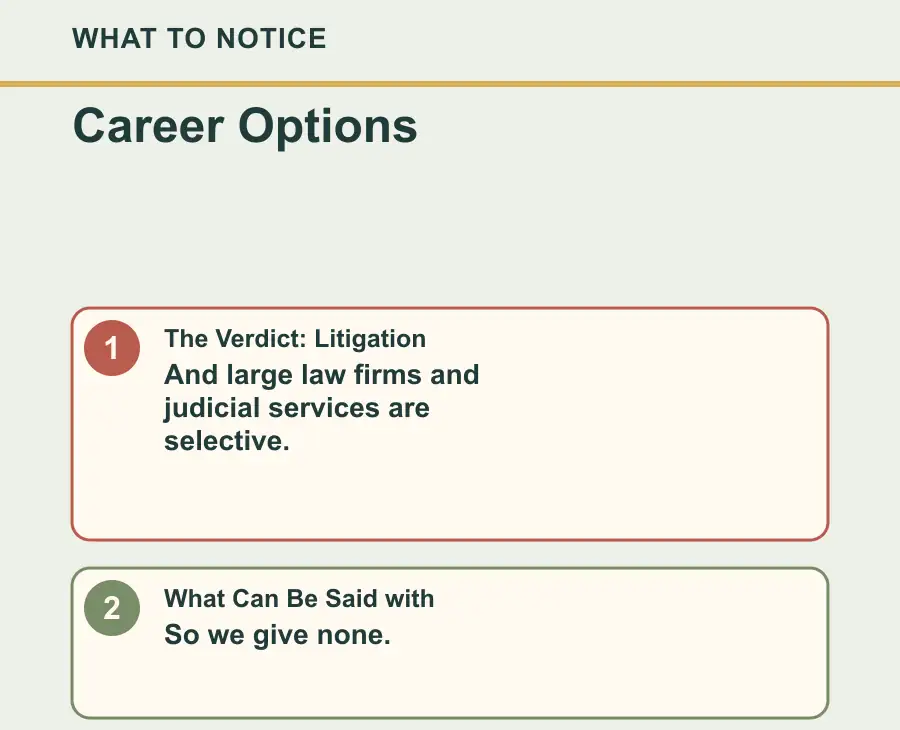 WHAT TO NOTICE
Career Options
1
The Verdict: Litigation
And large law firms and
judicial services are
selective.
2
What Can Be Said with
So we give none.